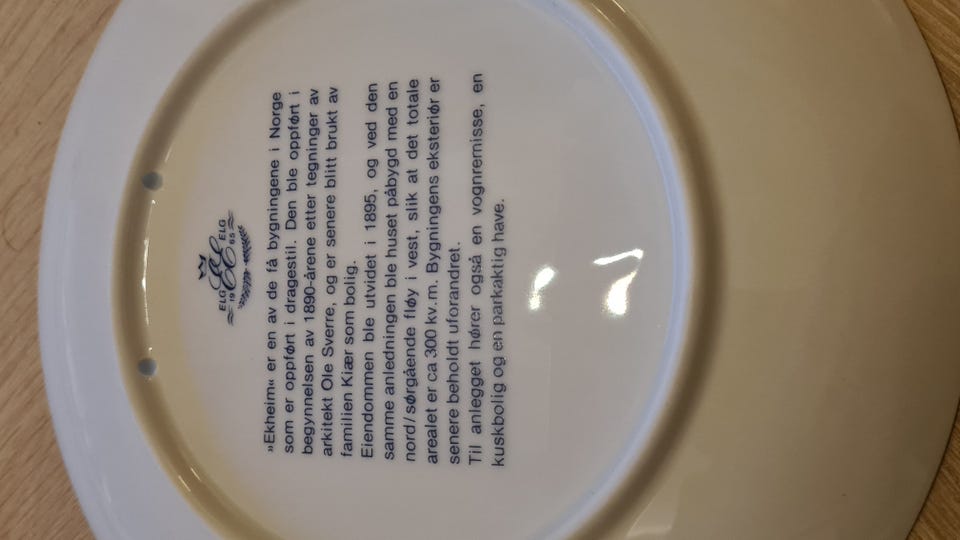 ELG ELG
19 65
»Ekheim« er en av de få bygningene i Norge
som er oppført i dragestil. Den ble oppført i
begynnelsen av 1890-årene etter tegninger av
arkitekt Ole Sverre, og er senere blitt brukt av
familien Kiær som bolig.
Eiendommen ble utvidet i 1895, og ved den
samme anledningen ble huset påbygd med en
nord/sørgående fløy i vest, slik at det totale
arealet er ca 300 kv.m. Bygningens eksteriør er
senere beholdt uforandret.
Til anlegget hører også en vognremisse, en
kuskbolig og en parkaktig have.